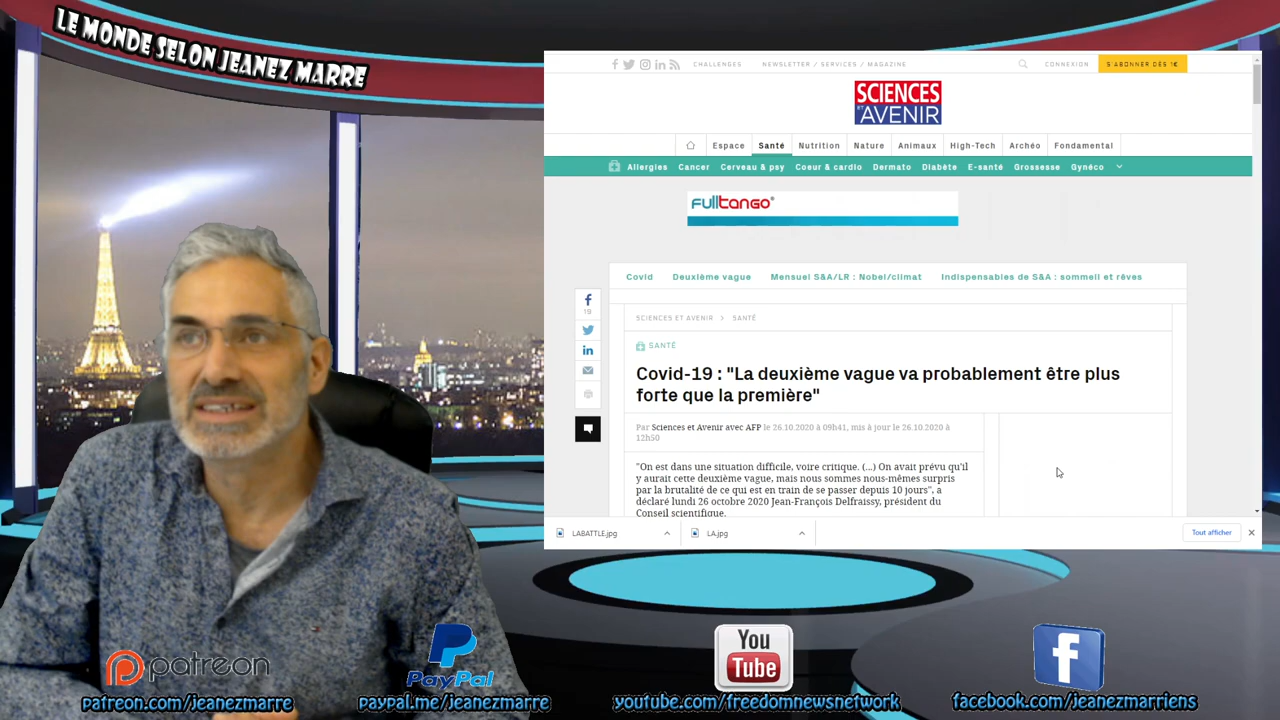 LE MONDE SELON JEANEZ MARRE
CHALLENGES NEWSLETTER / SERVICES / MAGAZINE CONNEXION S'ABONNER DÈS 1€
SCIENCES
ET AVENIR
Espace Santé Nutrition Nature Animaux High-Tech Archéo Fondamental
Allergies Cancer Cerveau & psy Coeur & cardio Dermato Diabète E-santé Grossesse Gynéco
FULLTANGO
Covid Deuxième vague Mensuel S&A/LR : Nobel/climat Indispensables de S&A : sommeil et rêves
19
SCIENCES ET AVENIR > SANTÉ
SANTÉ
Covid-19 : "La deuxième vague va probablement être plus
forte que la première"
Par Sciences et Avenir avec AFP le 26.10.2020 à 09h41, mis à jour le 26.10.2020 à
12h50
"On est dans une situation difficile, voire critique. (...) On avait prévu qu'il
y aurait cette deuxième vague, mais nous sommes nous-mêmes surpris
par la brutalité de ce qui est en train de se passer depuis 10 jours", a
déclaré lundi 26 octobre 2020 Jean-François Delfraissy, président du
Conseil scientifique.
LABATTLE.jpg LA.jpg Tout afficher
patreon
PayPal
You
Tube
patreon.com/jeanezmarre
paypal.me/jeanezmarre
youtube.com/freedomnewsnetwork
facebook.com/jeanezmarriens